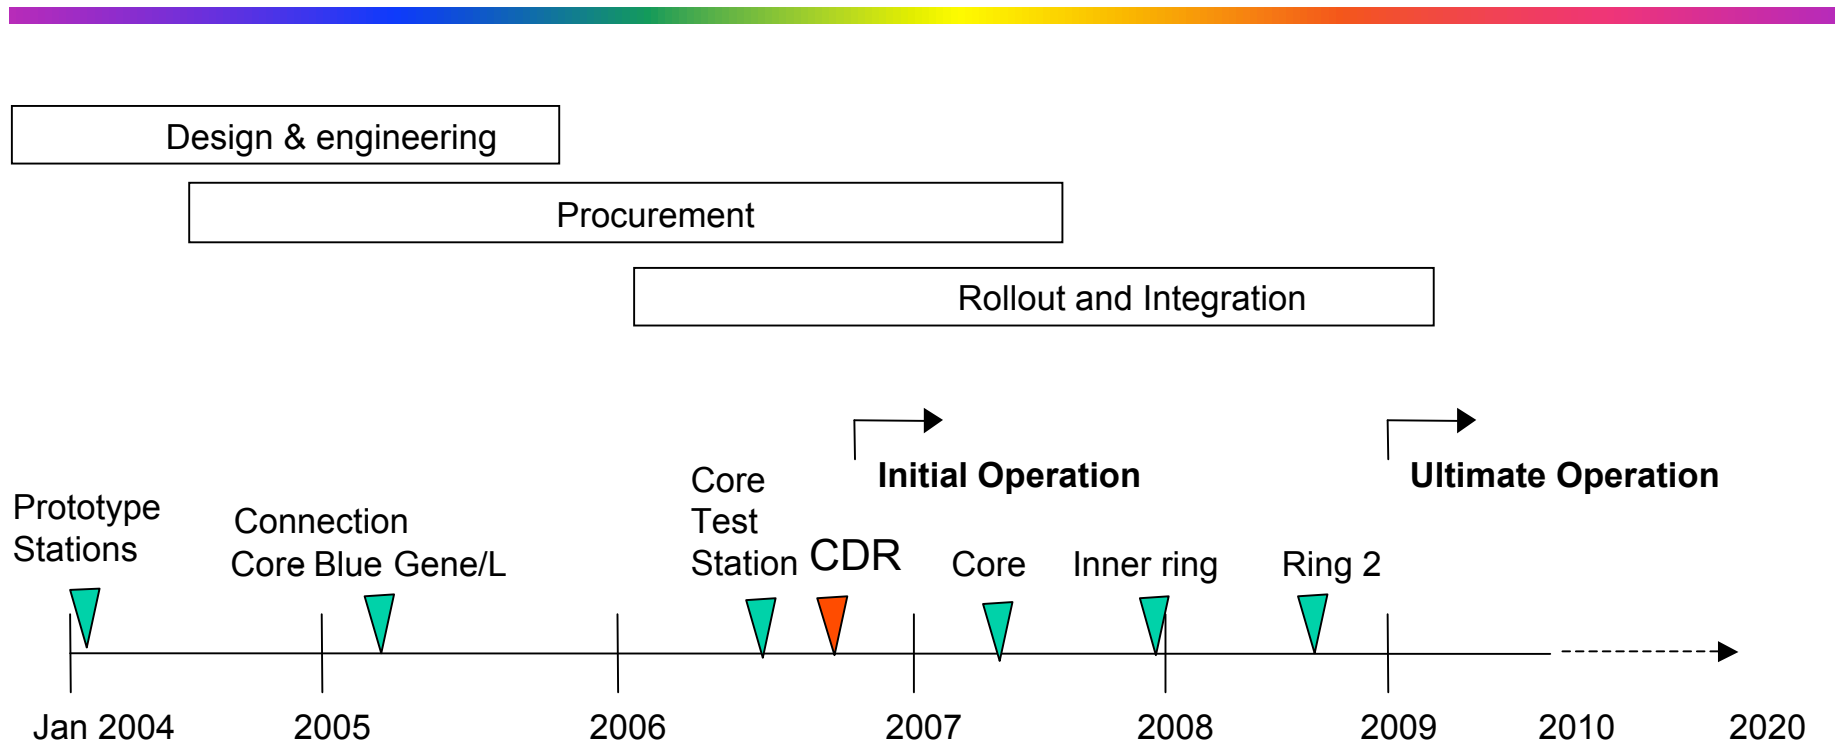 Design & engineering
Procurement
Rollout and Integration
Initial Operation
Ultimate Operation
Prototype
Stations
Connection
Core Blue Gene/L
Core
Test
Station
CDR
Core
Inner ring
Ring 2
Jan 2004
2005
2006
2007
2008
2009
2010
2020